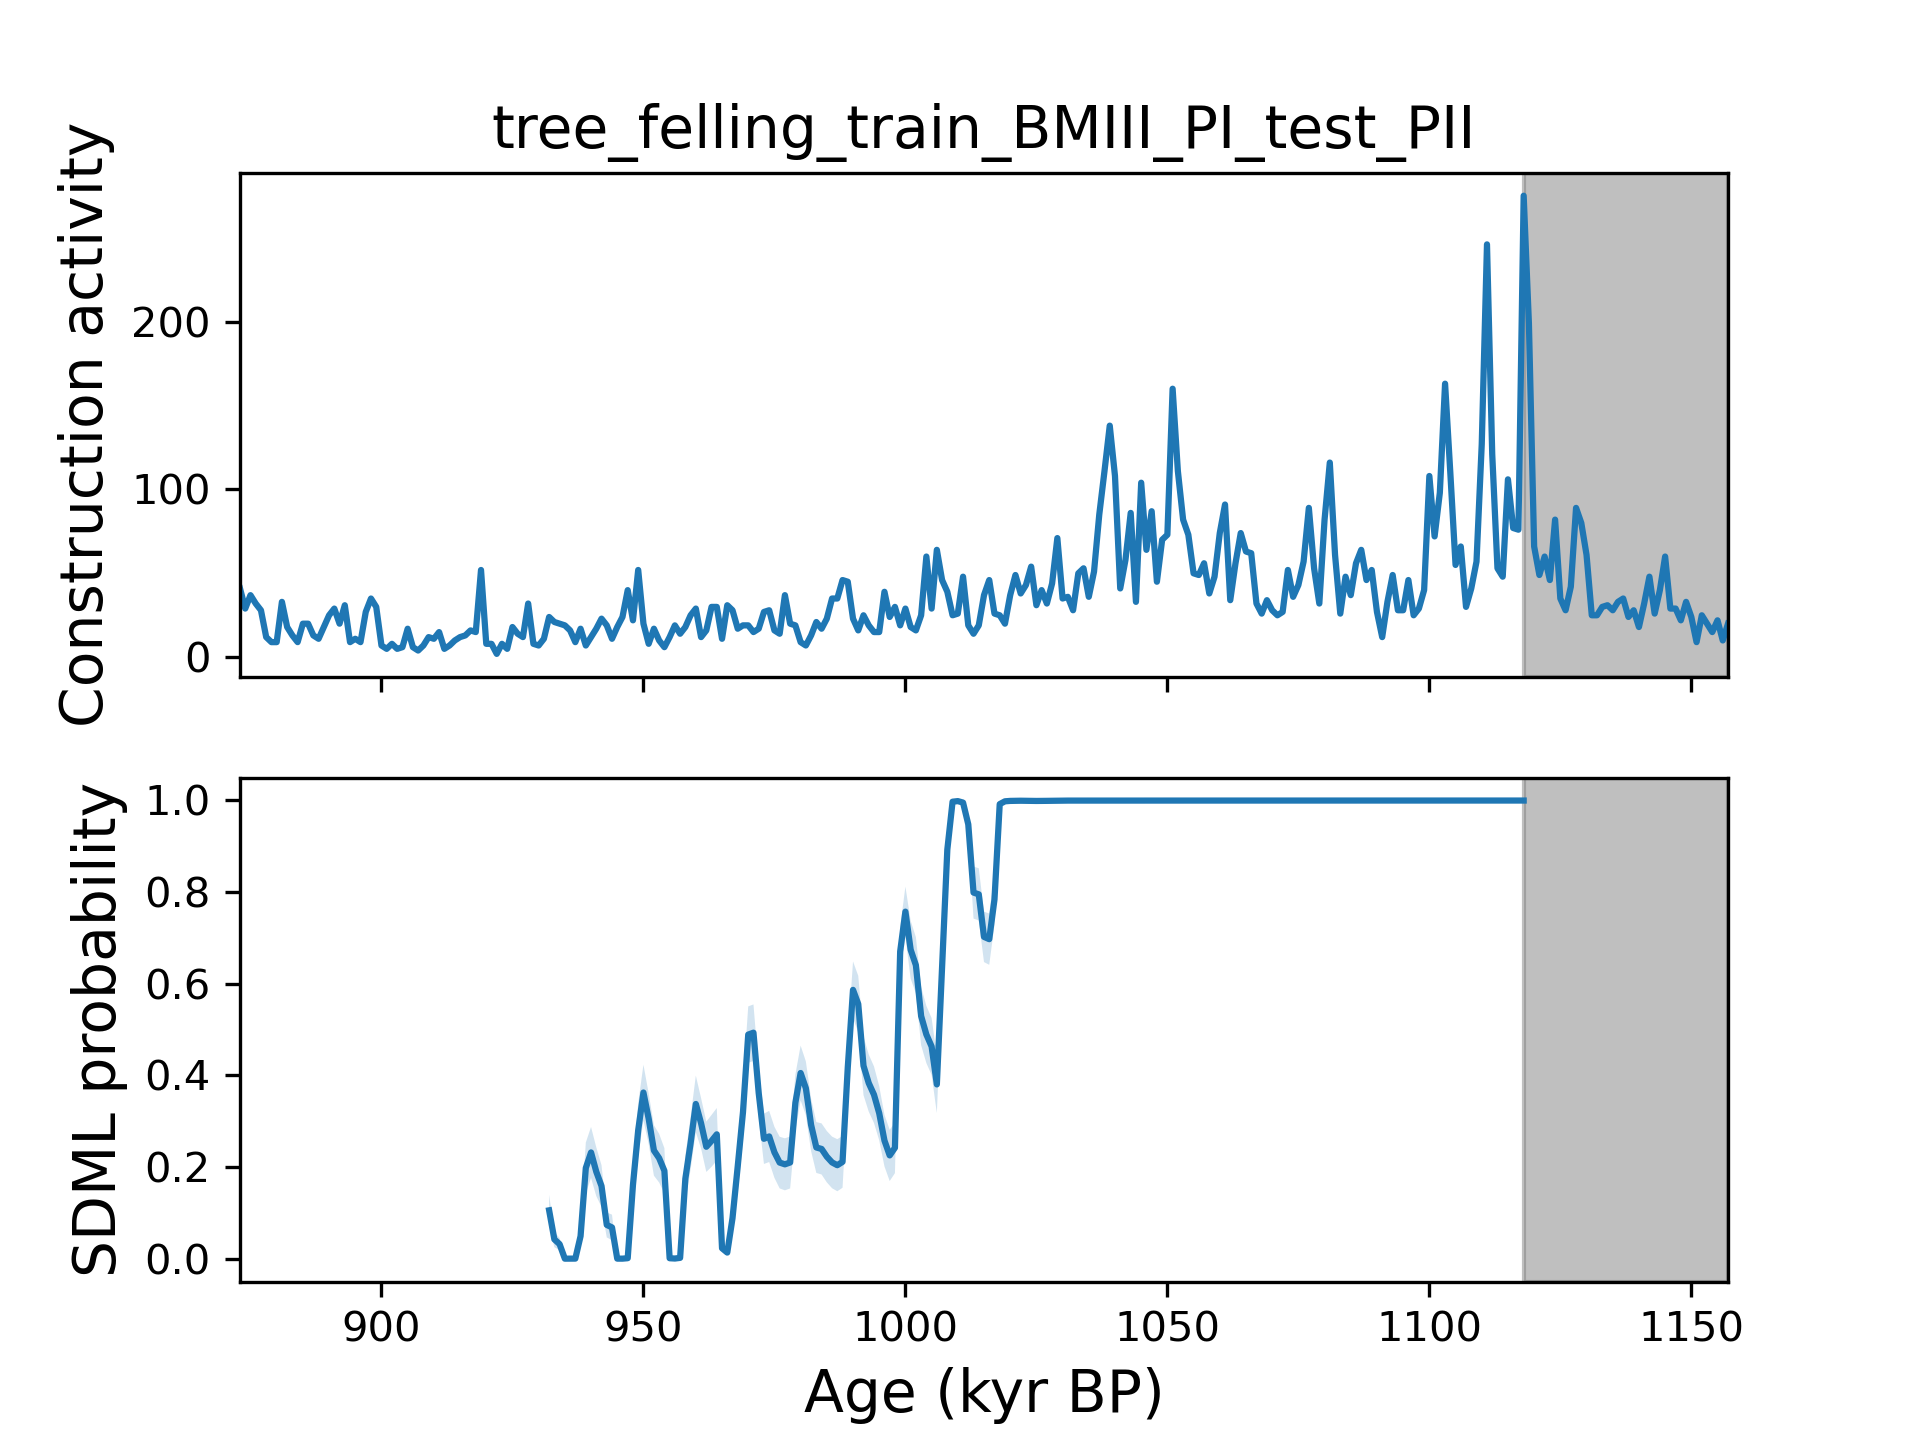 tree_felling_train_BMIII_PI_test_PII
Construction activity
200
100
0
SDML probability
1.0
0.8
0.6
0.4
0.2
0.0
900 950 1000 1050 1100 1150
Age (kyr BP)